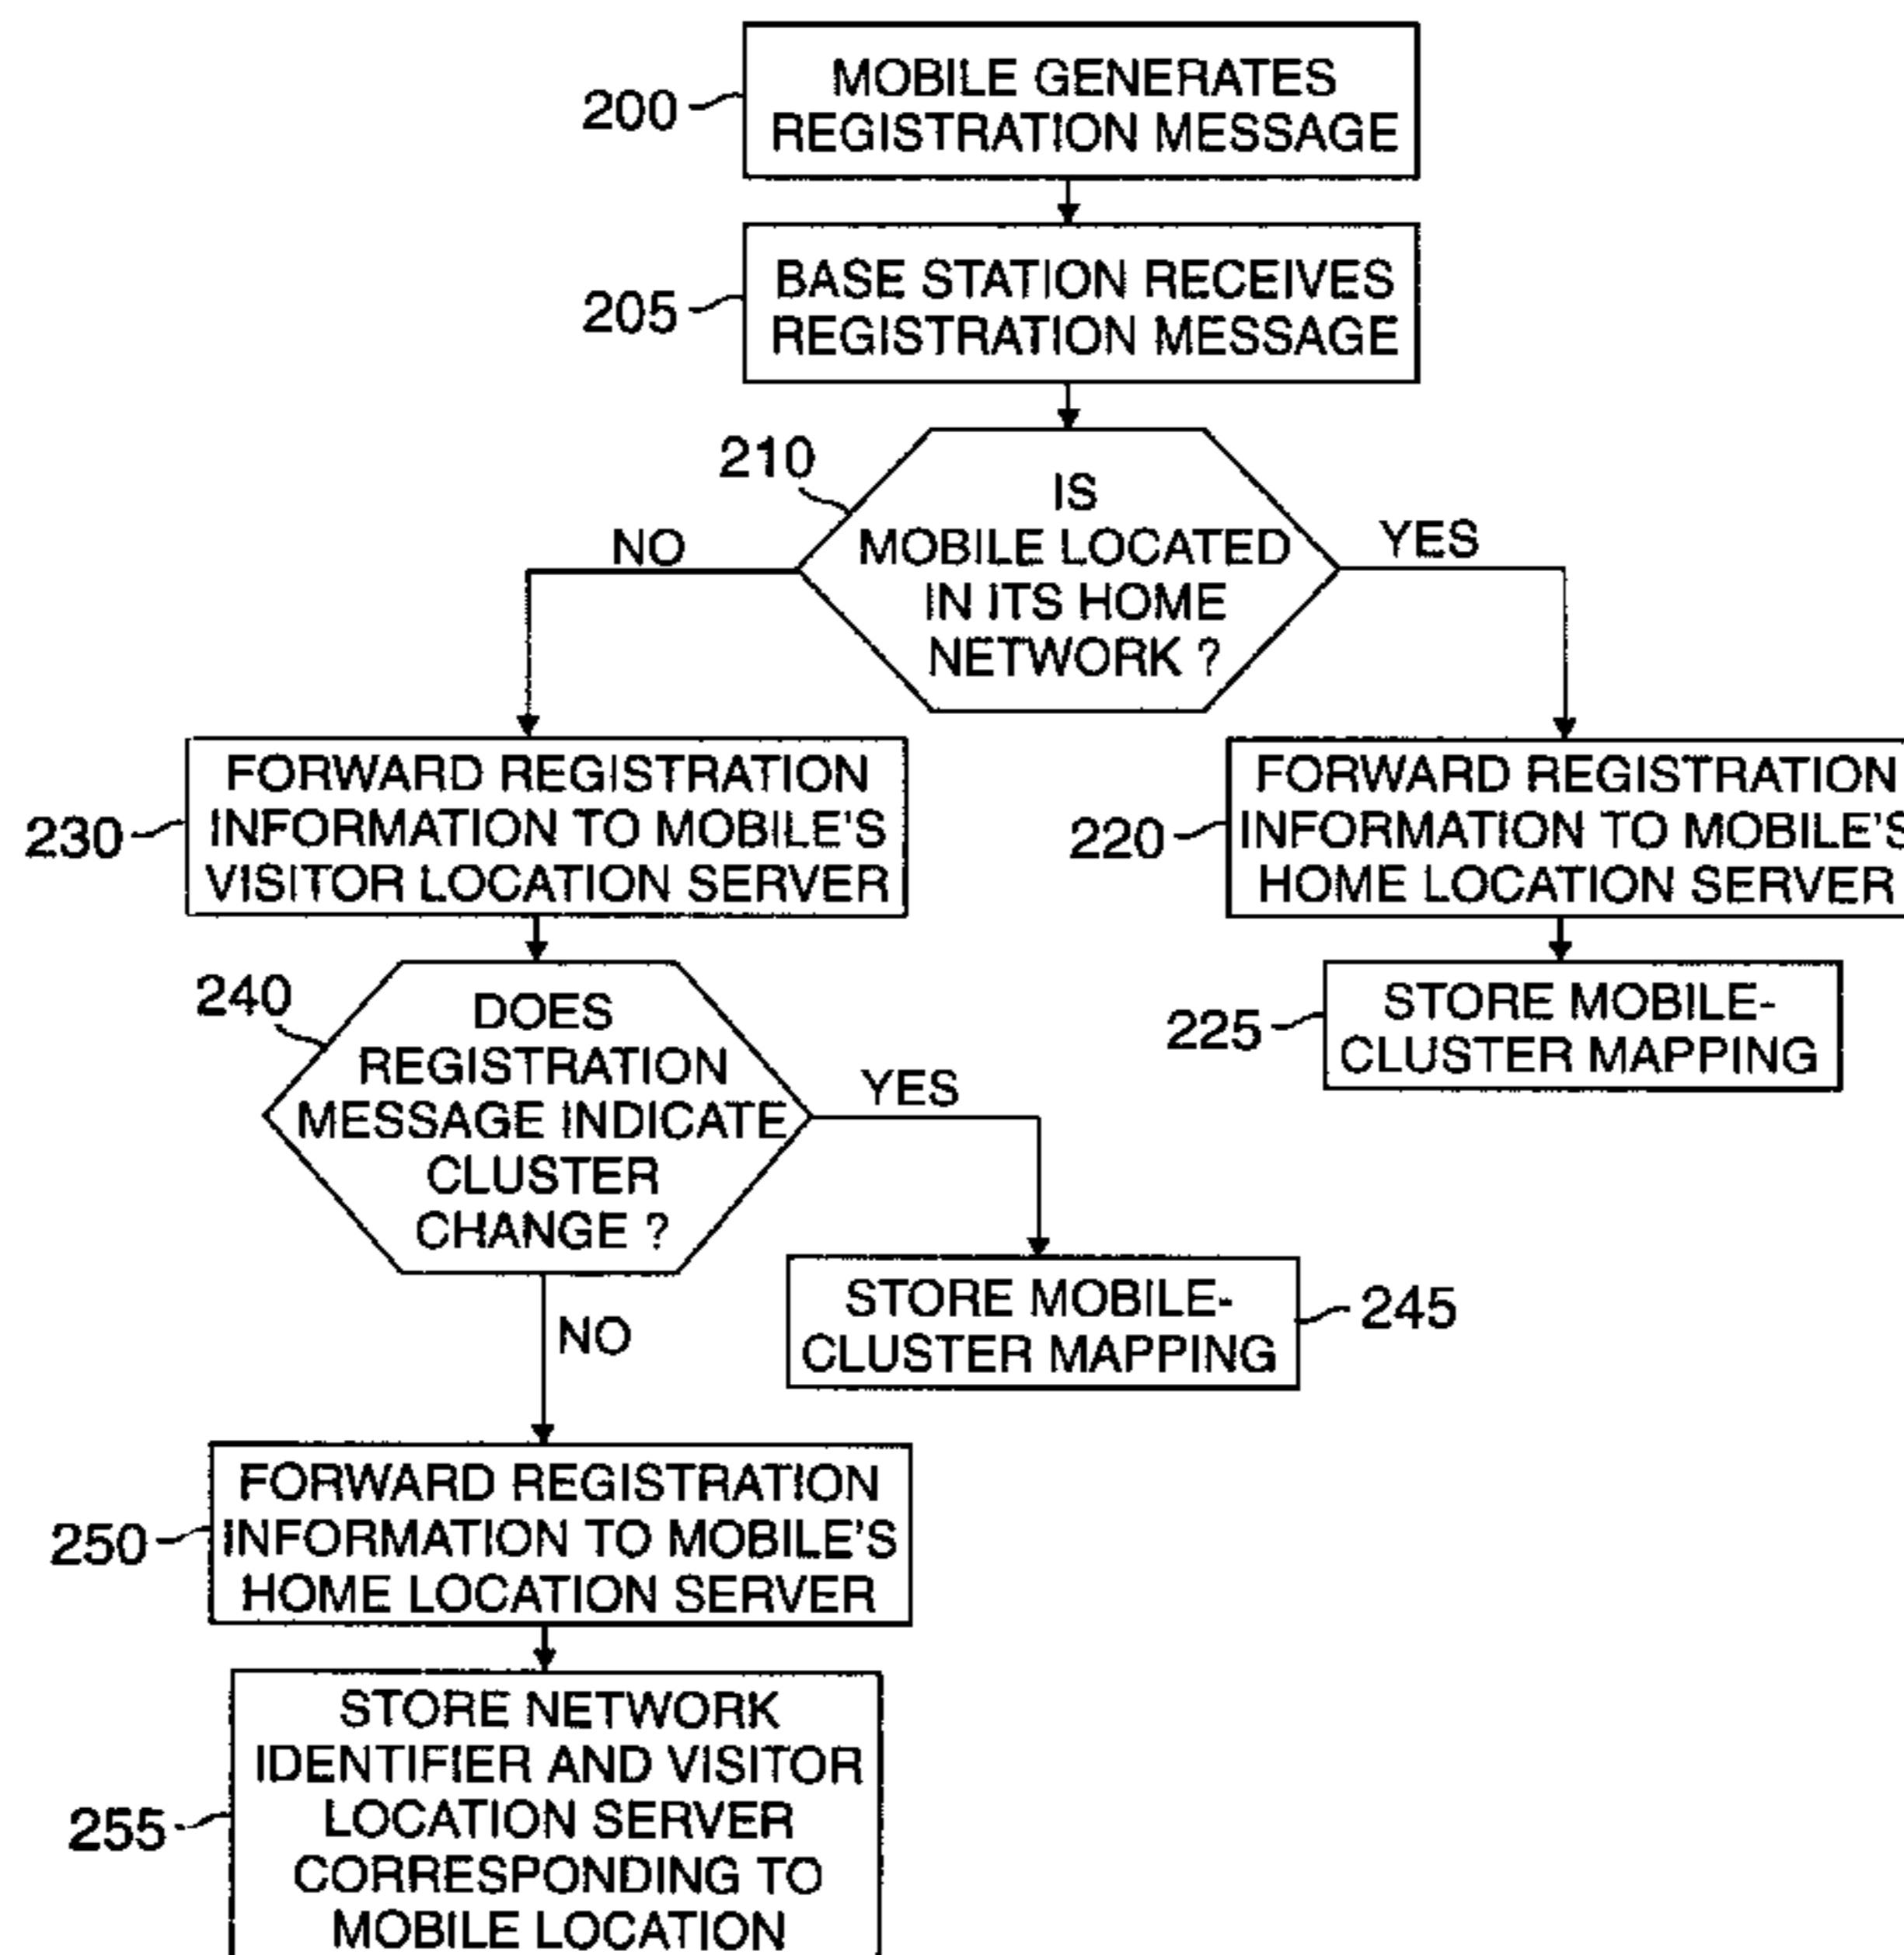 200
MOBILE GENERATES
REGISTRATION MESSAGE
205
BASE STATION RECEIVES
REGISTRATION MESSAGE
210
IS
MOBILE LOCATED
IN ITS HOME
NETWORK ?
NO
YES
230
FORWARD REGISTRATION
INFORMATION TO MOBILE'S
VISITOR LOCATION SERVER
220
FORWARD REGISTRATION
INFORMATION TO MOBILE'S
HOME LOCATION SERVER
225
STORE MOBILE-
CLUSTER MAPPING
240
DOES
REGISTRATION
MESSAGE INDICATE
CLUSTER
CHANGE ?
YES
NO
STORE MOBILE-
CLUSTER MAPPING
245
250
FORWARD REGISTRATION
INFORMATION TO MOBILE'S
HOME LOCATION SERVER
255
STORE NETWORK
IDENTIFIER AND VISITOR
LOCATION SERVER
CORRESPONDING TO
MOBILE LOCATION